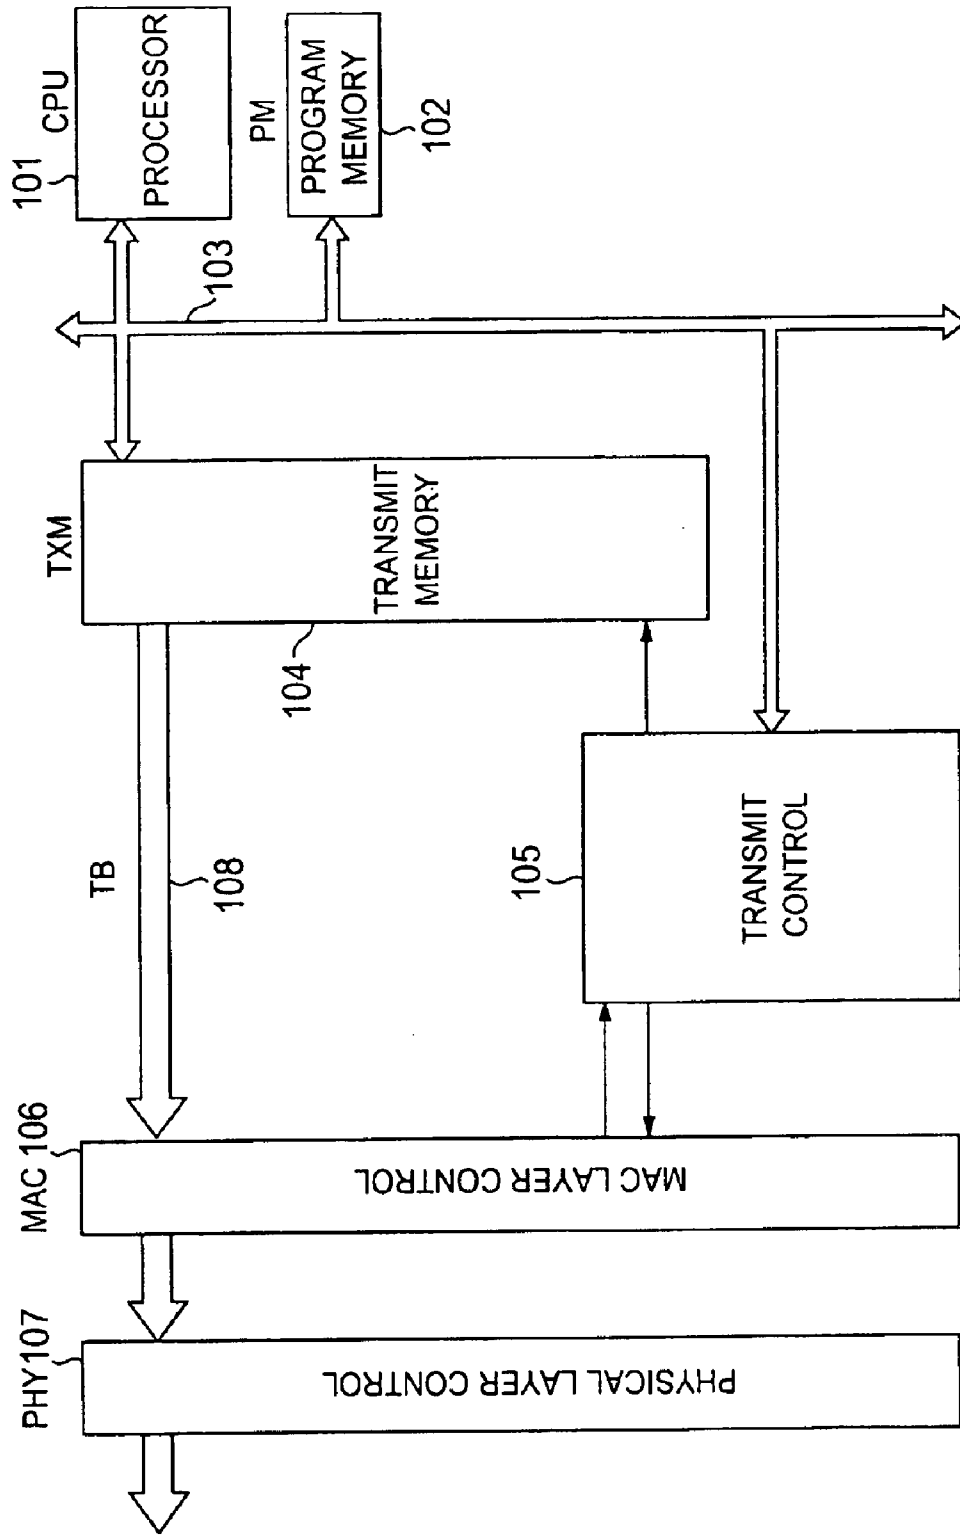 PHY107
PHYSICAL LAYER CONTROL
MAC 106
MAC LAYER CONTROL
TB
108
105
TRANSMIT
CONTROL
TXM
TRANSMIT
MEMORY
104
103
101
CPU
PROCESSOR
PM
PROGRAM
MEMORY
102